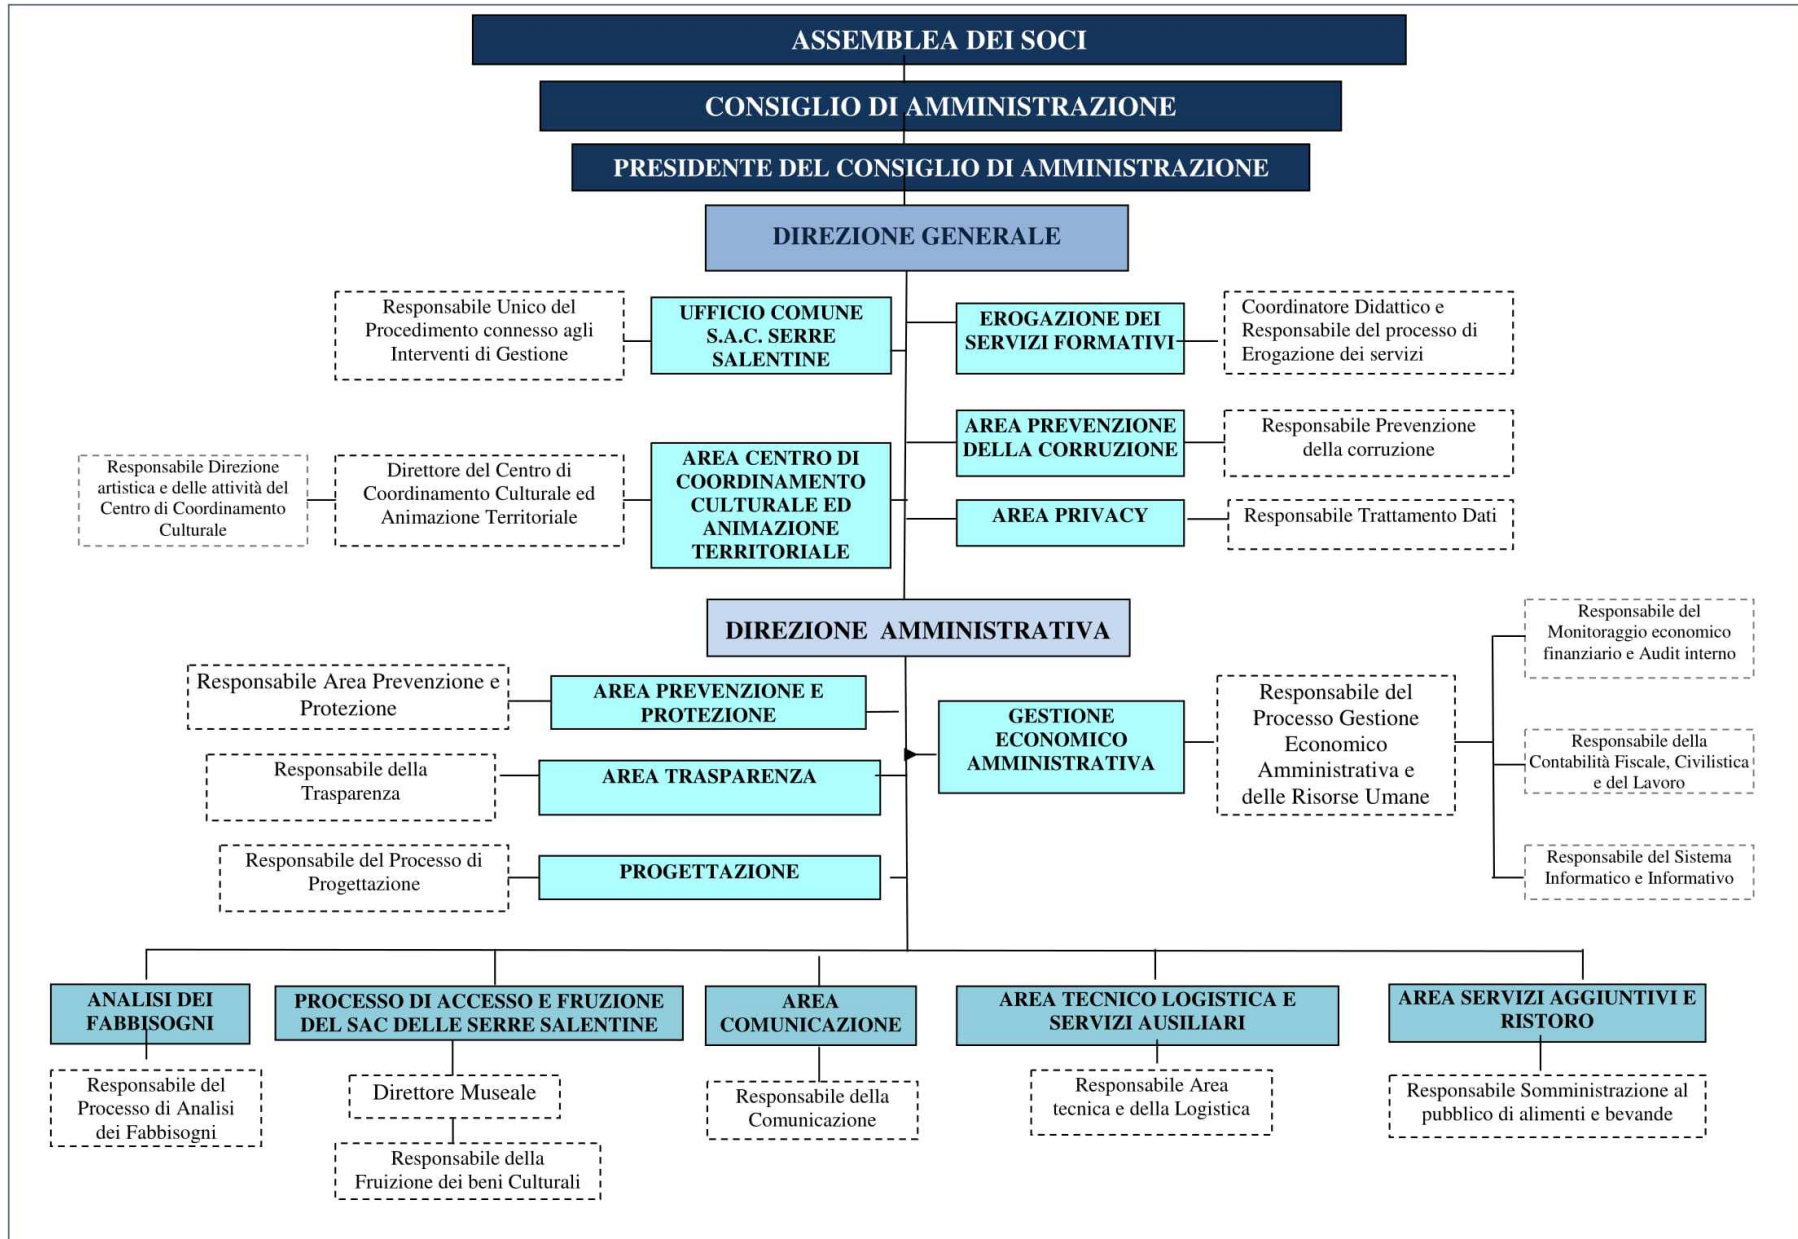 ASSEMBLEA DEI SOCI
CONSIGLIO DI AMMINISTRAZIONE
PRESIDENTE DEL CONSIGLIO DI AMMINISTRAZIONE
DIREZIONE GENERALE
Responsabile Unico del
Procedimento connesso agli
Interventi di Gestione
UFFICIO COMUNE
S.A.C. SERRE
SALENTINE
EROGAZIONE DEI
SERVIZI FORMATIVI
Coordinatore Didattico e
Responsabile del processo di
Erogazione dei servizi
AREA PREVENZIONE
DELLA CORRUZIONE
Responsabile Prevenzione
della corruzione
Responsabile Direzione
artistica e delle attività del
Centro di Coordinamento
Culturale
Direttore del Centro di
Coordinamento Culturale ed
Animazione Territoriale
AREA CENTRO DI
COORDINAMENTO
CULTURALE ED
ANIMAZIONE
TERRITORIALE
AREA PRIVACY
Responsabile Trattamento Dati
DIREZIONE AMMINISTRATIVA
Responsabile Area Prevenzione e
Protezione
AREA PREVENZIONE E
PROTEZIONE
GESTIONE
ECONOMICO
AMMINISTRATIVA
Responsabile del
Processo Gestione
Economico
Amministrativa e
delle Risorse Umane
Responsabile del
Monitoraggio economico
finanziario e Audit interno
Responsabile della
Contabilità Fiscale, Civilistica
e del Lavoro
Responsabile del Sistema
Informatico e Informativo
Responsabile della
Trasparenza
AREA TRASPARENZA
Responsabile del Processo di
Progettazione
PROGETTAZIONE
ANALISI DEI
FABBISOGNI
PROCESSO DI ACCESSO E FRUZIONE
DEL SAC DELLE SERRE SALENTINE
AREA
COMUNICAZIONE
AREA TECNICO LOGISTICA E
SERVIZI AUSILIARI
AREA SERVIZI AGGIUNTIVI E
RISTORO
Responsabile del
Processo di Analisi
dei Fabbisogni
Direttore Museale
Responsabile della
Fruizione dei beni Culturali
Responsabile della
Comunicazione
Responsabile Area
tecnica e della Logistica
Responsabile Somministrazione al
pubblico di alimenti e bevande